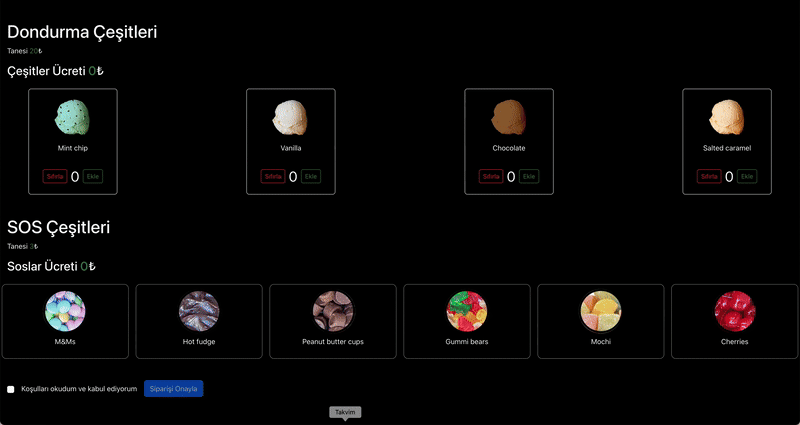 Dondurma Çeşitleri
Tanesi 20₺
Çeşitler Ücreti 0₺
Mint chip
Vanilla
Chocolate
Salted caramel
Sıfırla 0 Ekle
Sıfırla 0 Ekle
Sıfırla 0 Ekle
Sıfırla 0 Ekle
SOS Çeşitleri
Tanesi 3₺
Soslar Ücreti 0₺
M&Ms
Hot fudge
Peanut butter cups
Gummi bears
Mochi
Cherries
Koşulları okudum ve kabul ediyorum
Siparişi Onayla
Takvim